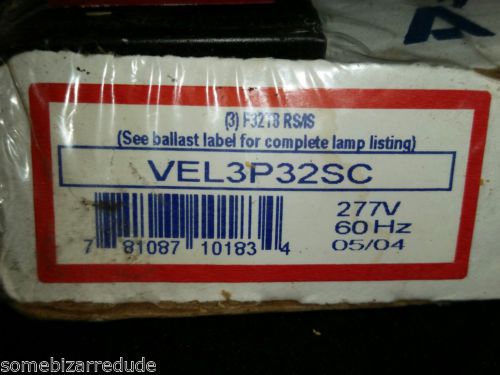 (3) F32T8 RS/IS
(See ballast label for complete lamp listing)
VEL3P32SC
277V
60 Hz
05/04
7 81087 10183 4
somebizarredude